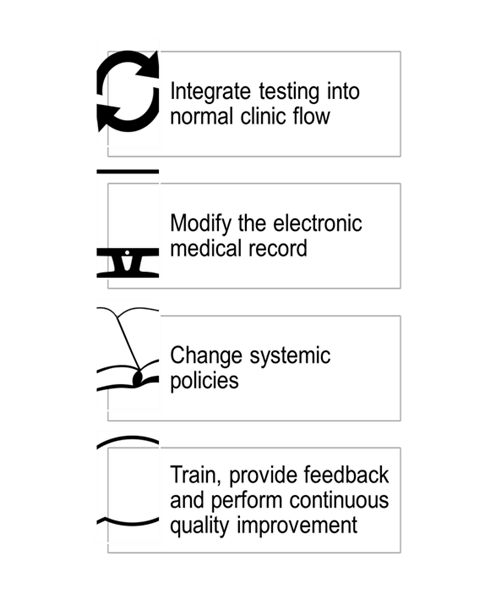 Integrate testing into
normal clinic flow
Modify the electronic
medical record
Change systemic
policies
Train, provide feedback
and perform continuous
quality improvement